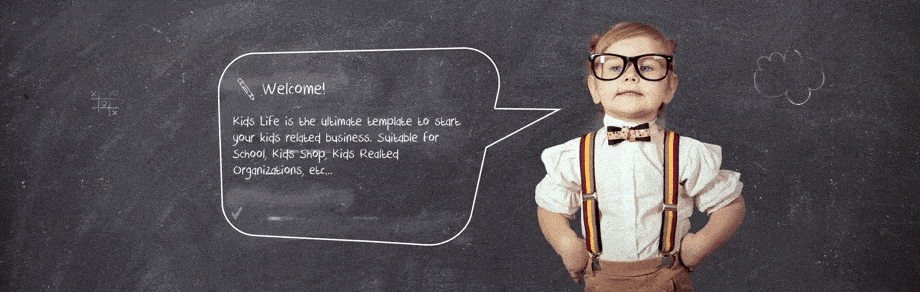 Welcome!
Kids Life is the ultimate template to start
your kids related business. Suitable for
School, Kids Shop, Kids Realted
Organizations, etc...